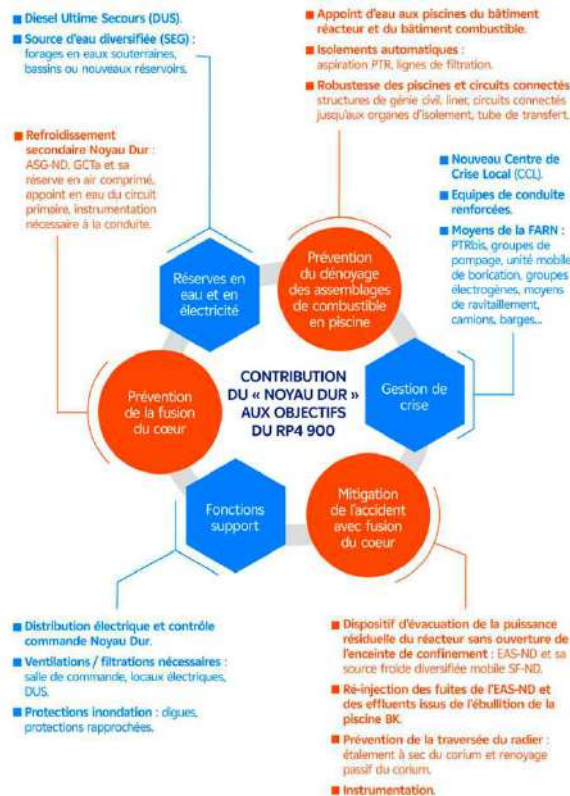 ■ Diesel Ultime Secours (DUS).
■ Source d'eau diversifiée (SEG) :
forages en eaux souterraines,
bassins ou nouveaux réservoirs.
■ Appoint d'eau aux piscines du bâtiment
réacteur et du bâtiment combustible.
■ Isolements automatiques :
aspiration PTR, lignes de filtration.
■ Robustesse des piscines et circuits connectés
structures de génie civil, liner, circuits connectés
jusqu'aux organes d'isolement, tube de transfert.
■ Refroidissement
secondaire Noyau Dur :
ASG-ND, GCTa et sa
réserve en air comprimé,
appoint en eau du circuit
primaire, instrumentation
nécessaire à la conduite.
■ Nouveau Centre de
Crise Local (CCL).
■ Equipes de conduite
renforcées.
■ Moyens de la FARN :
PTRbis, groupes de
pompage, unité mobile
de borication, groupes
électrogènes, moyens
de ravitaillement,
camions, barges...
Réserves en
eau et en
électricité
Prévention
du dénoyage
des assemblages
de combustible
en piscine
Prévention
de la fusion
du cœur
CONTRIBUTION
DU « NOYAU DUR »
AUX OBJECTIFS
DU RP4 900
Gestion de
crise
Fonctions
support
Mitigation
de l'accident
avec fusion
du coeur
■ Distribution électrique et contrôle
commande Noyau Dur.
■ Ventilations / filtrations nécessaires :
salle de commande, locaux électriques,
DUS.
■ Protections inondation : digues,
protections rapprochées.
■ Dispositif d'évacuation de la puissance
résiduelle du réacteur sans ouverture de
l'enceinte de confinement : EAS-ND et sa
source froide diversifiée mobile SF-ND.
■ Ré-injection des fuites de l'EAS-ND et
des effluents issus de l'ébullition de la
piscine BK.
■ Prévention de la traversée du radier :
étalement à sec du corium et renoyage
passif du corium.
■ Instrumentation.